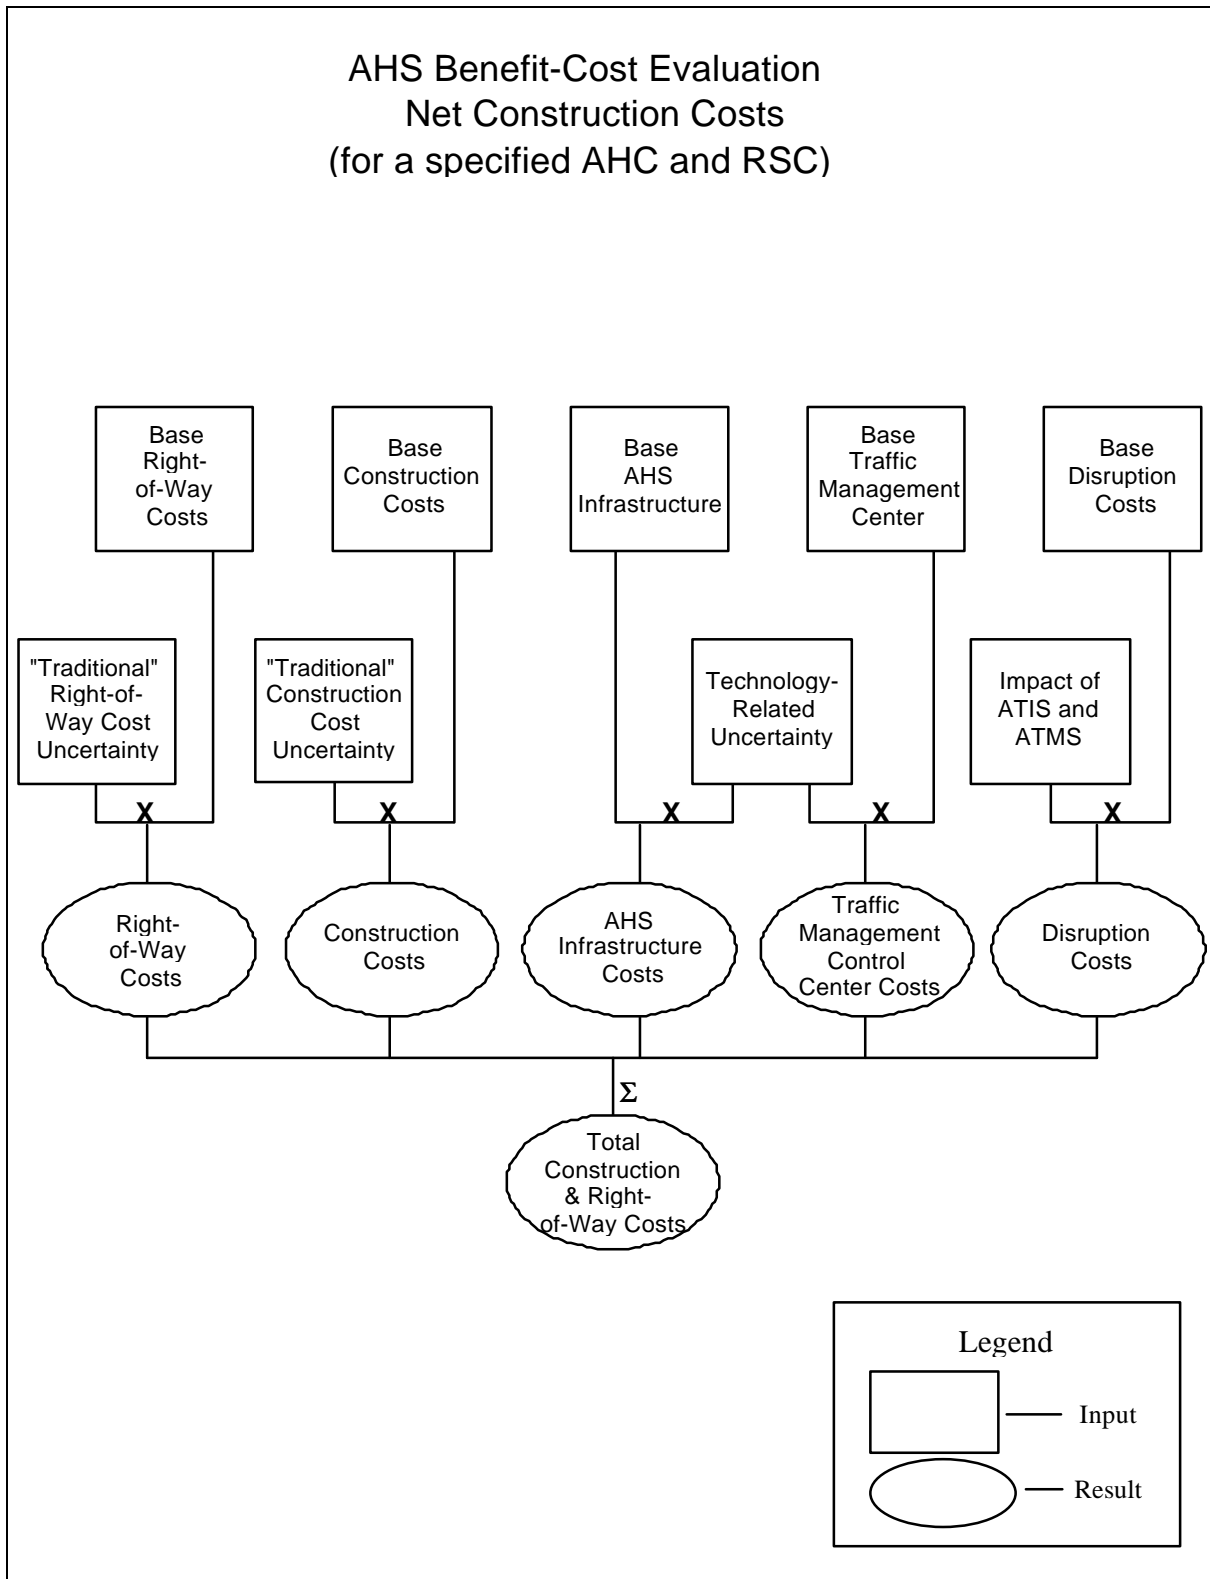 AHS Benefit-Cost Evaluation
Net Construction Costs
(for a specified AHC and RSC)
Base
Right-
of-Way
Costs
Base
Construction
Costs
Base
AHS
Infrastructure
Base
Traffic
Management
Center
Base
Disruption
Costs
"Traditional"
Right-of-
Way Cost
Uncertainty
"Traditional"
Construction
Cost
Uncertainty
Technology-
Related
Uncertainty
Impact of
ATIS and
ATMS
X
X
X
X
X
Right-
of-Way
Costs
Construction
Costs
AHS
Infrastructure
Costs
Traffic
Management
Control
Center Costs
Disruption
Costs
Σ
Total
Construction
& Right-
of-Way Costs
Legend
Input
Result